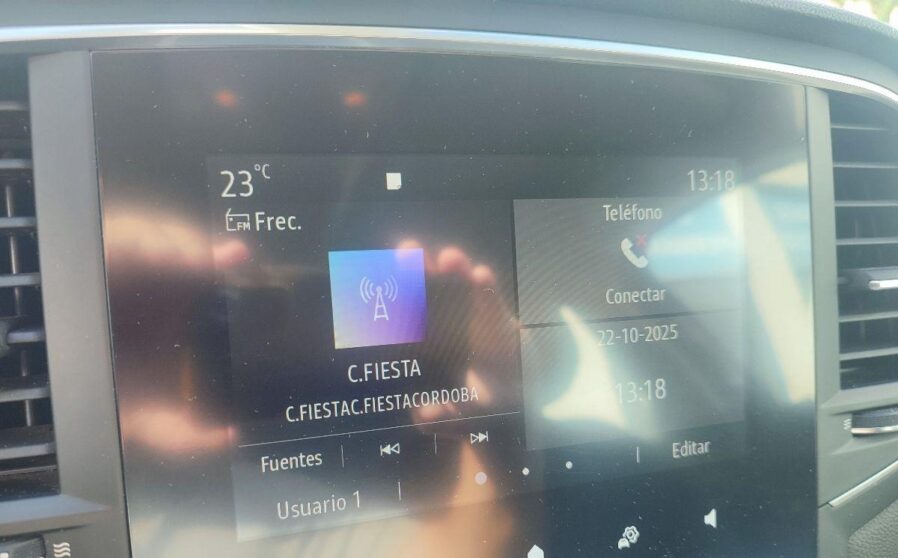 23°C
13:18
FM Frec.
C.FIESTA
C.FIESTAC.FIESTACORDOBA
Fuentes
Usuario 1
Teléfono
Conectar
22-10-2025
13:18
Editar